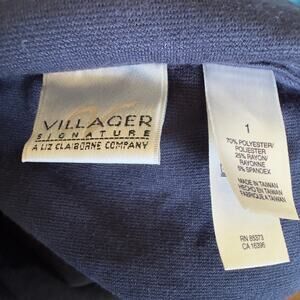 VILLAGER
SIGNATURE
A LIZ CLAIBORNE COMPANY
1
70% POLYESTER/
POLIESTER
25% RAYON/
RAYONNE
5% SPANDEX
MADE IN TAIWAN
HECHO EN TAIWAN
FABRIQUE A TAIWAN
RN 85373
CA 16396